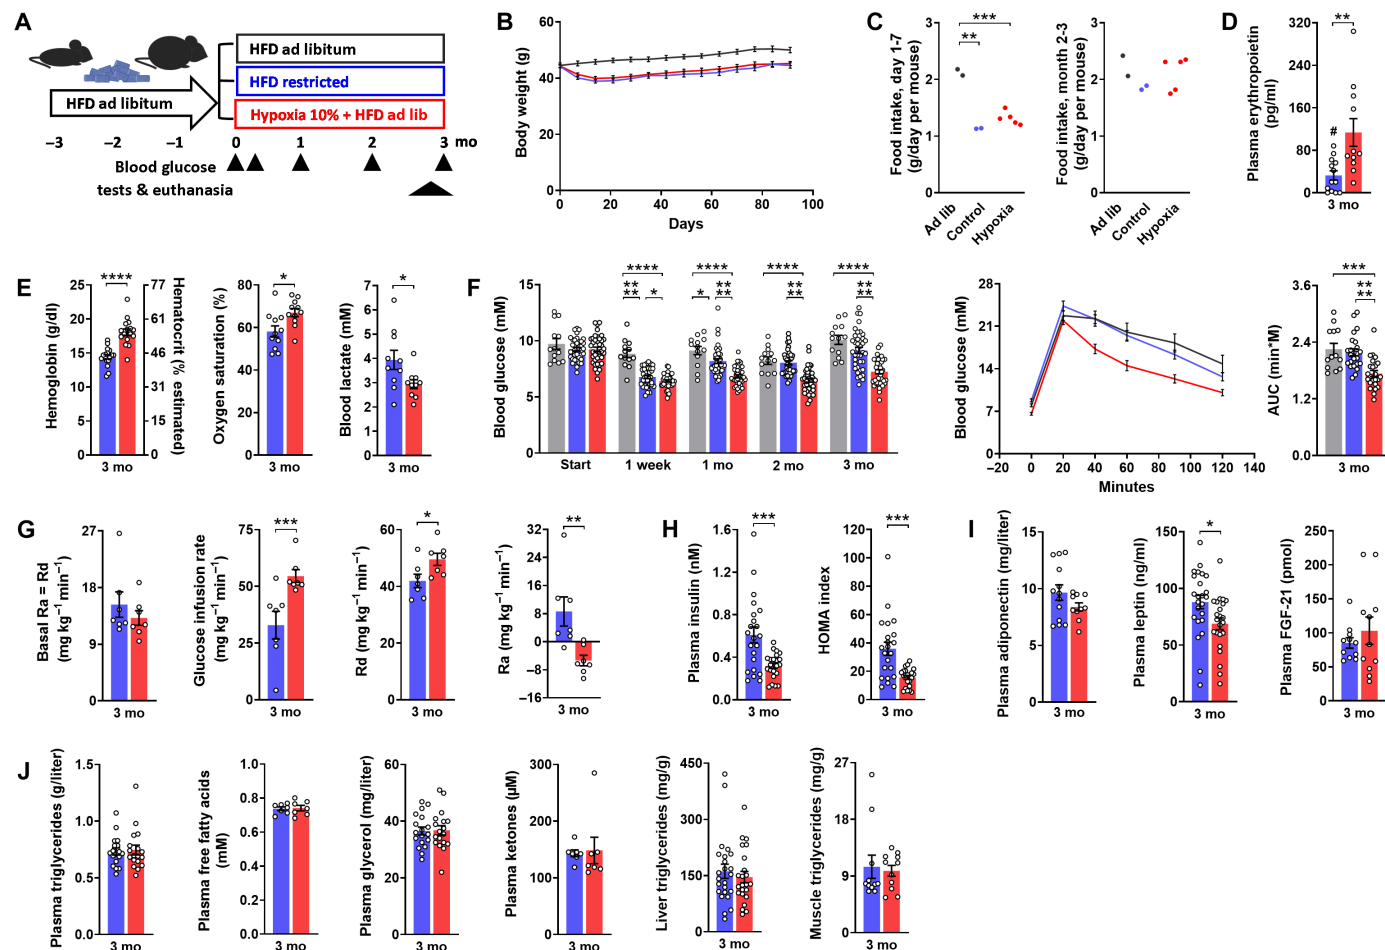 A
HFD ad libitum
HFD restricted
Hypoxia 10% + HFD ad lib
HFD ad libitum
−3 −2 −1 0 1 2 3 mo
Blood glucose
tests & euthanasia
B
Body weight (g)
60
40
20
0
0 20 40 60 80 100
Days
C
Food intake, day 1-7
(g/day per mouse)
3
2
1
0
***
**
Ad lib
Control
Hypoxia
Food intake, month 2-3
(g/day per mouse)
3
2
1
0
Ad lib
Control
Hypoxia
D
Plasma erythropoietin
(pg/ml)
320
240
160
80
0
**
#
3 mo
E
Hemoglobin (g/dl)
25
20
15
10
5
0
****
77
61
46
31
15
0
Hematocrit (% estimated)
3 mo
Oxygen saturation (%)
80
60
40
20
0
*
3 mo
Blood lactate (mM)
7
6
5
4
3
2
1
0
*
3 mo
F
Blood glucose (mM)
15
10
5
0
**** **** **** ****
** ** * * ** ** ** ** ** **
Start 1 week 1 mo 2 mo 3 mo
Blood glucose (mM)
28
21
14
7
0
−20 0 20 40 60 80 100 120 140
Minutes
AUC (min*M)
3.6
2.4
1.2
0.0
***
**
**
3 mo
G
Basal Ra = Rd
(mg kg−1 min−1)
27
18
9
0
3 mo
Glucose infusion rate
(mg kg−1 min−1)
75
50
25
0
***
3 mo
Rd (mg kg−1 min−1)
60
40
20
0
*
3 mo
Ra (mg kg−1 min−1)
32
24
16
8
0
−8
−16
**
3 mo
H
Plasma insulin (nM)
1.6
1.2
0.8
0.4
0.0
***
3 mo
HOMA index
120
100
80
60
40
20
0
***
3 mo
I
Plasma adiponectin (mg/liter)
15
10
5
0
3 mo
Plasma leptin (ng/ml)
150
100
50
0
*
3 mo
Plasma FGF-21 (pmol)
250
200
150
100
50
0
3 mo
J
Plasma triglycerides (g/liter)
1.5
1.0
0.5
0.0
3 mo
Plasma free fatty acids
(mM)
1.0
0.8
0.6
0.4
0.2
0.0
3 mo
Plasma glycerol (mg/liter)
60
40
20
0
3 mo
Plasma ketones (µM)
300
200
100
0
3 mo
Liver triglycerides (mg/g)
450
300
150
0
3 mo
Muscle triglycerides (mg/g)
27
18
9
0
3 mo